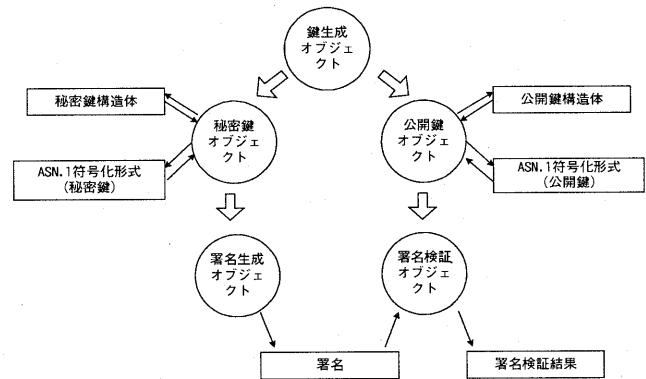 鍵生成
オブジェ
クト
秘密鍵構造体
公開鍵構造体
秘密鍵
オブジェ
クト
公開鍵
オブジェ
クト
ASN.1符号化形式
(秘密鍵)
ASN.1符号化形式
(公開鍵)
署名生成
オブジェ
クト
署名検証
オブジェ
クト
署名
署名検証結果